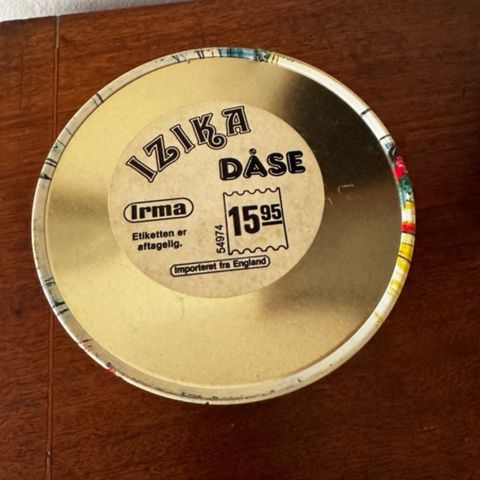 IZIKA
DÅSE
Irma
Etiketten er
aftagelig.
54974
15 95
Importeret fra England